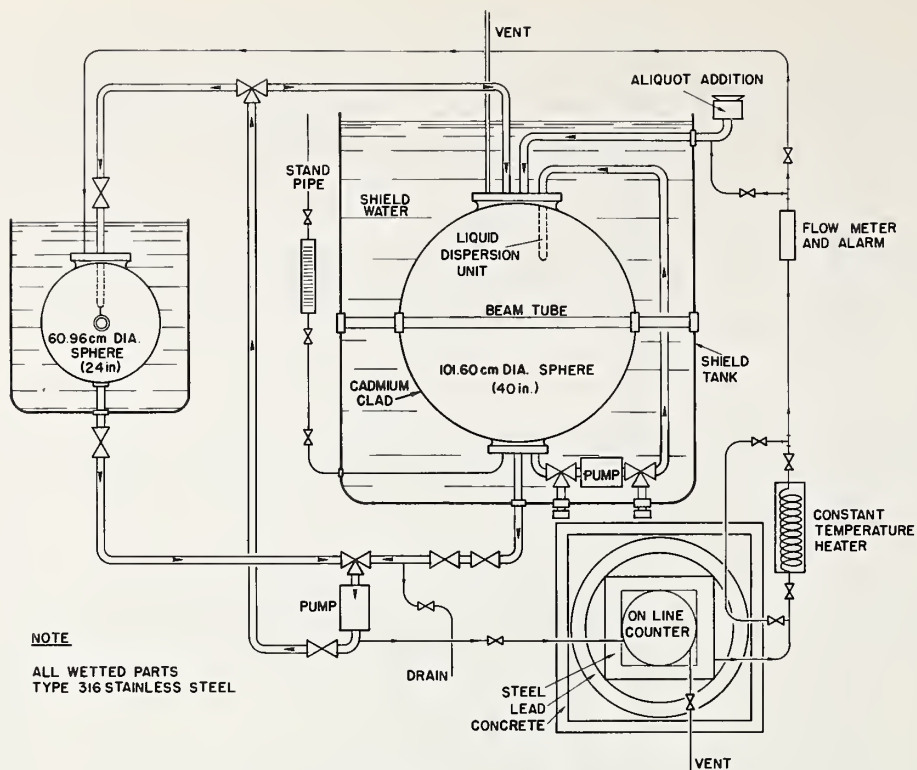 VENT
ALIQUOT ADDITION
STAND
PIPE
SHIELD
WATER
LIQUID
DISPERSION
UNIT
FLOW METER
AND ALARM
BEAM TUBE
60.96cm DIA.
SPHERE
(24in)
101.60cm DIA. SPHERE
(40in.)
SHIELD
TANK
CADMIUM
CLAD
PUMP
CONSTANT
TEMPERATURE
HEATER
PUMP
ON LINE
COUNTER
NOTE
ALL WETTED PARTS
TYPE 316 STAINLESS STEEL
DRAIN
STEEL
LEAD
CONCRETE
VENT